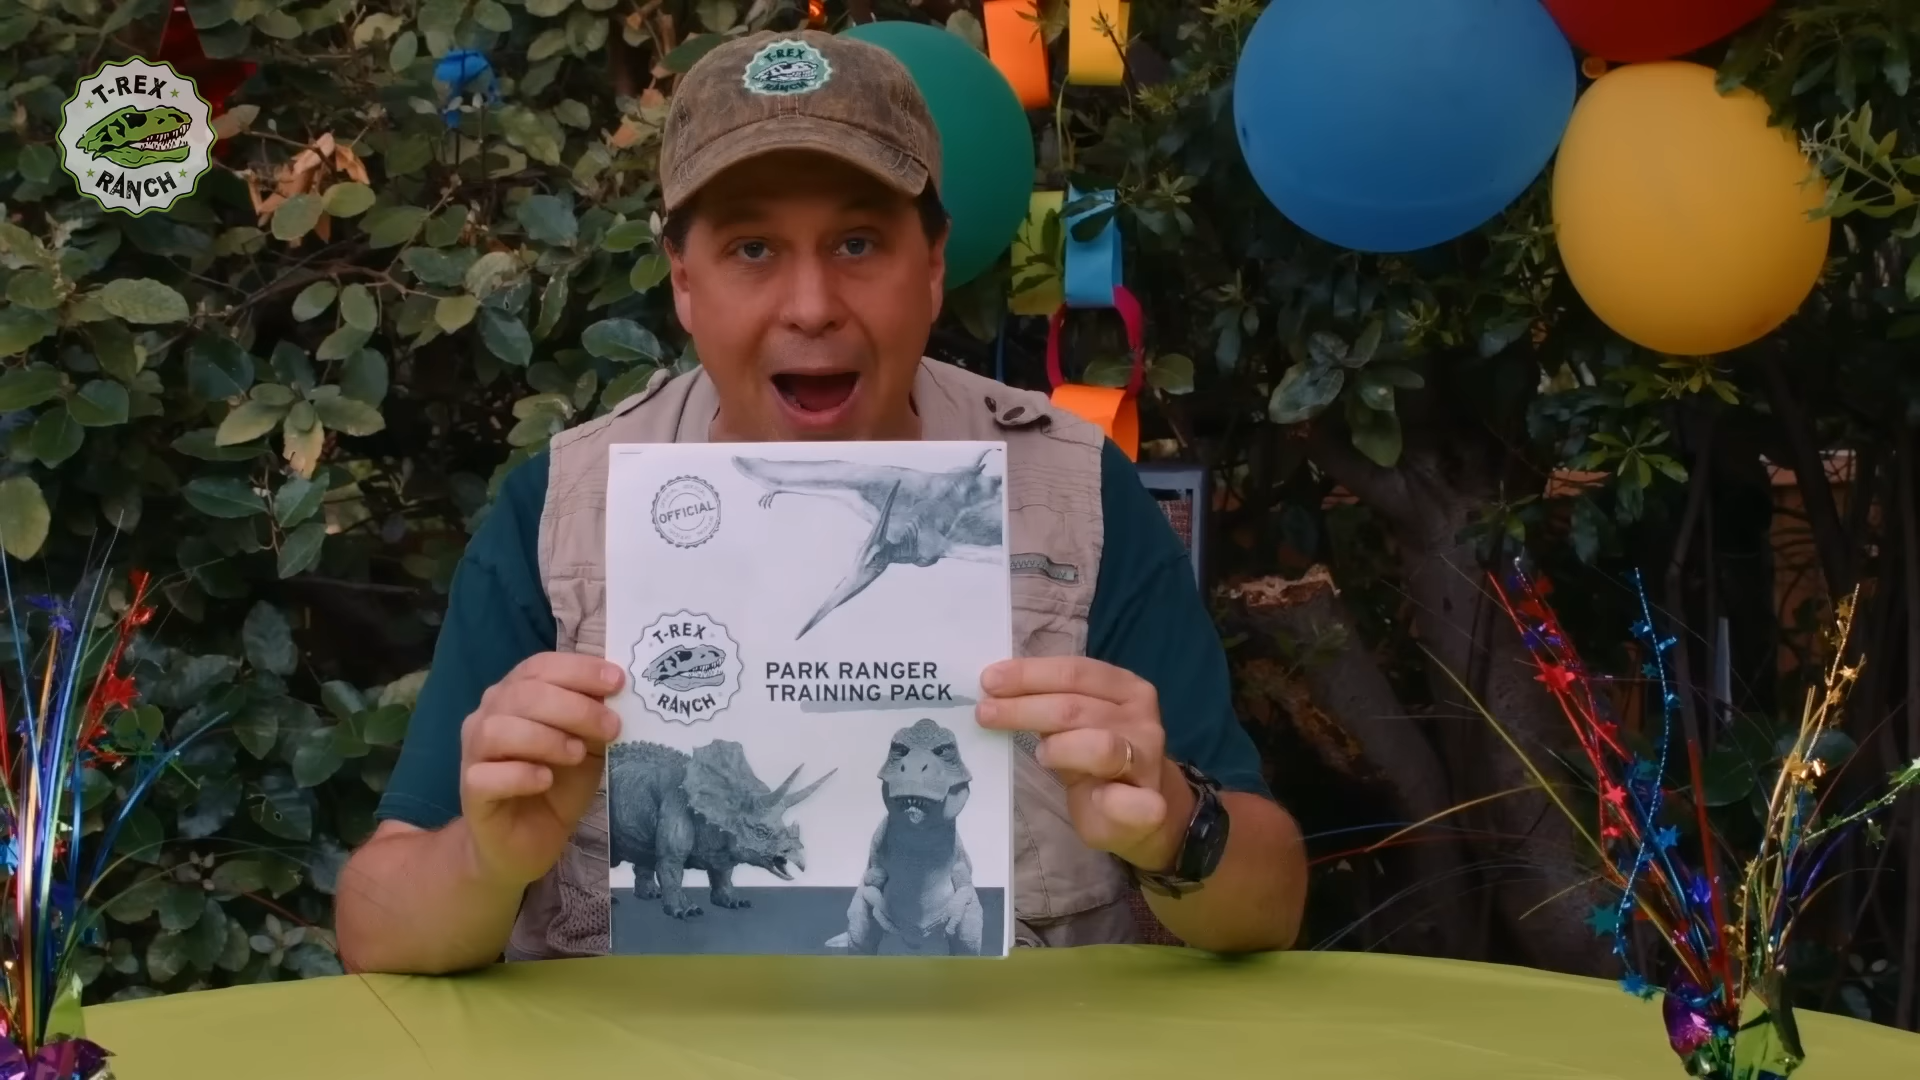 T-REX
RANCH
T-REX
RANCH
OFFICIAL
T-REX
RANCH
PARK RANGER
TRAINING PACK